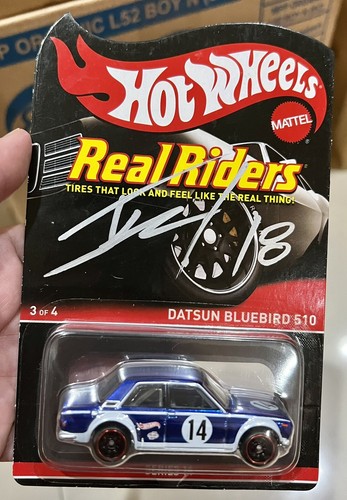 HOT WHEELS
MATTEL
Real Riders
TIRES THAT LOOK AND FEEL LIKE THE REAL THING!
18
3 OF 4
DATSUN BLUEBIRD 510
14